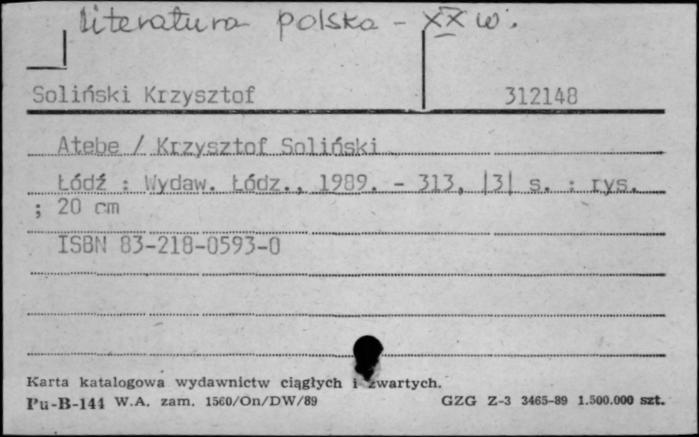 literatura polska - XX w.
Soliński Krzysztof 312148
Atebe / Krzysztof Soliński
Łódź : Wydaw. Łódz., 1989. - 313, |3| s. : rys.
; 20 cm
ISBN 83-218-0593-0
Karta katalogowa wydawnictw ciągłych i zwartych.
Pu-B-144 W.A. zam. 1560/On/DW/89 GZG Z-3 3465-89 1.500.000 szt.